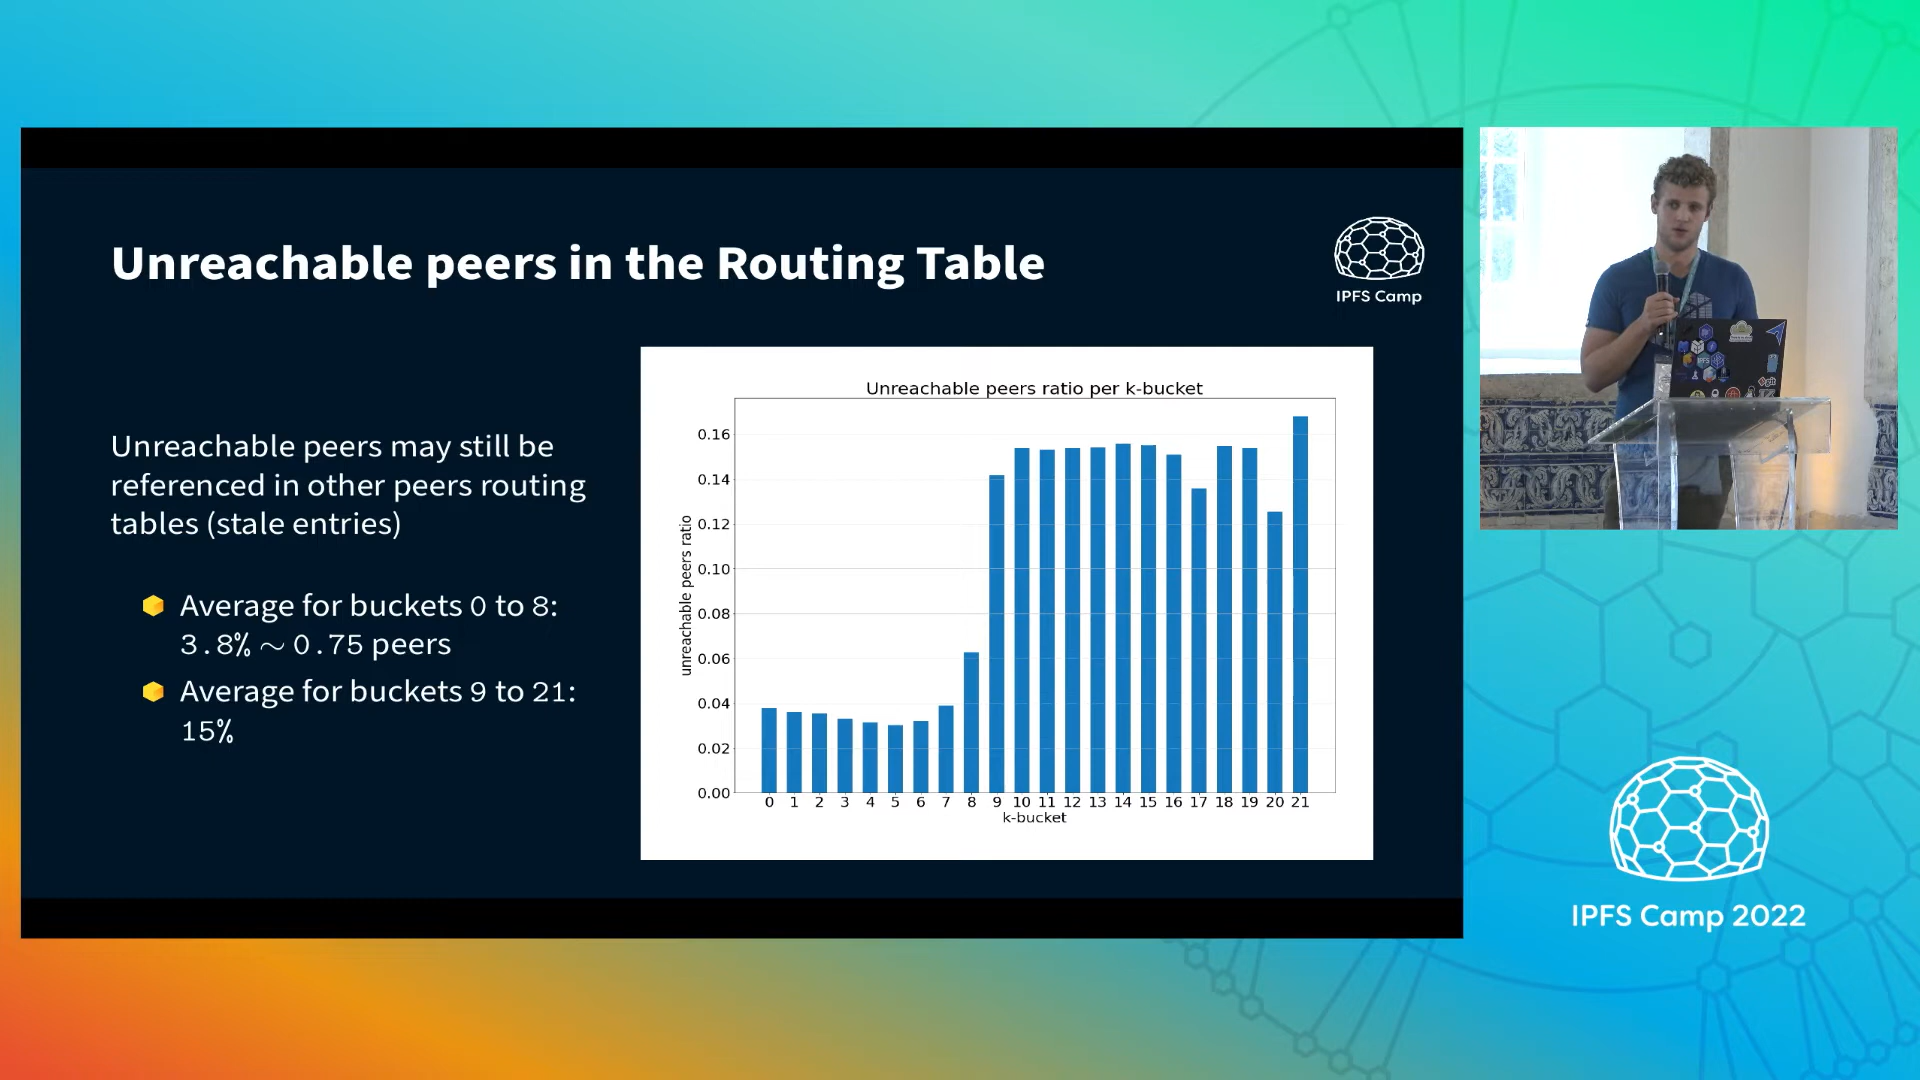 Unreachable peers in the Routing Table
IPFS Camp
Unreachable peers may still be
referenced in other peers routing
tables (stale entries)
Average for buckets 0 to 8:
3.8% ~ 0.75 peers
Average for buckets 9 to 21:
15%
Unreachable peers ratio per k-bucket
unreachable peers ratio
0.16
0.14
0.12
0.10
0.08
0.06
0.04
0.02
0.00
0 1 2 3 4 5 6 7 8 9 10 11 12 13 14 15 16 17 18 19 20 21
k-bucket
IPFS
git
IPFS Camp 2022